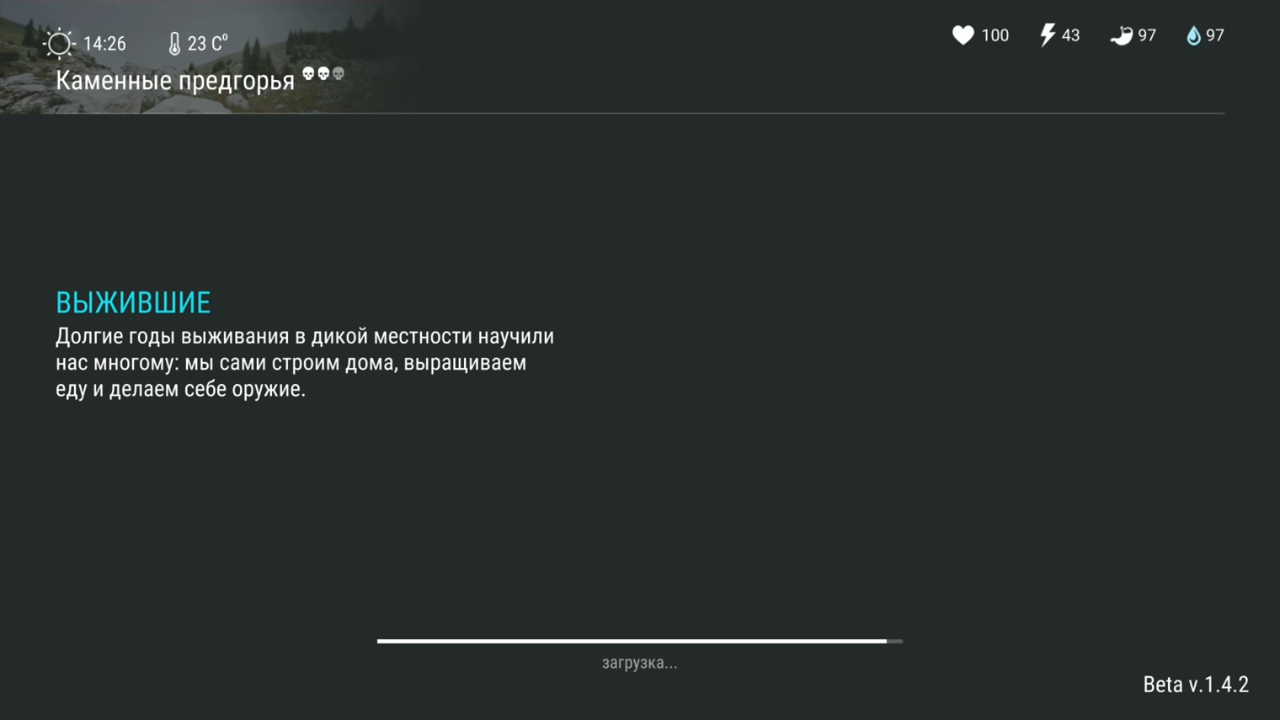 14:26 23 Cº
100 43 97 97
Каменные предгорья
ВЫЖИВШИЕ
Долгие годы выживания в дикой местности научили
нас многому: мы сами строим дома, выращиваем
еду и делаем себе оружие.
загрузка...
Beta v.1.4.2